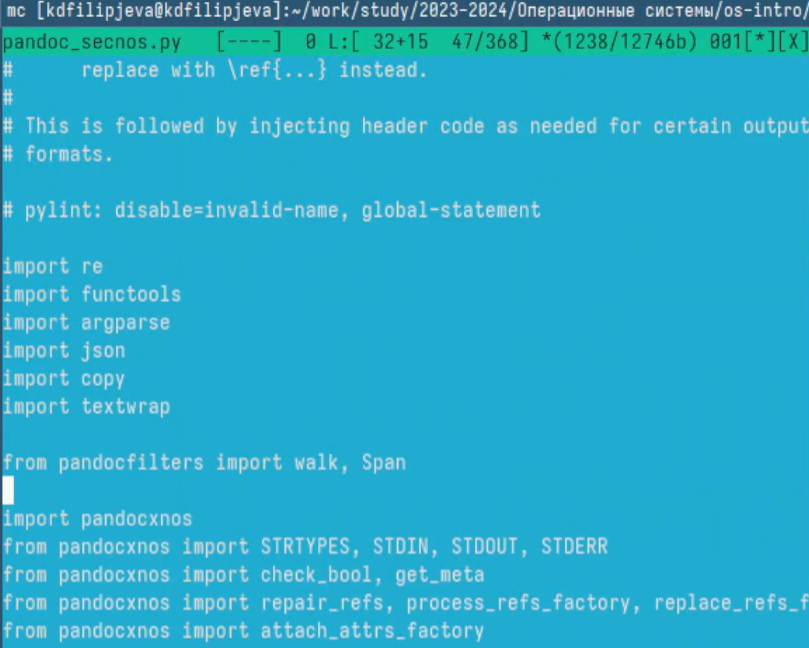 mc [kdfilipjeva@kdfilipjeva]:~/work/study/2023-2024/Операционные системы/os-intro/
pandoc_secnos.py   [----]  0 L:[ 32+15  47/368] *(1238/12746b) 001[*][X]
#      replace with \ref{...} instead.
#
# This is followed by injecting header code as needed for certain output
# formats.

# pylint: disable=invalid-name, global-statement

import re
import functools
import argparse
import json
import copy
import textwrap

from pandocfilters import walk, Span

import pandocxnos
from pandocxnos import STRTYPES, STDIN, STDOUT, STDERR
from pandocxnos import check_bool, get_meta
from pandocxnos import repair_refs, process_refs_factory, replace_refs_f
from pandocxnos import attach_attrs_factory